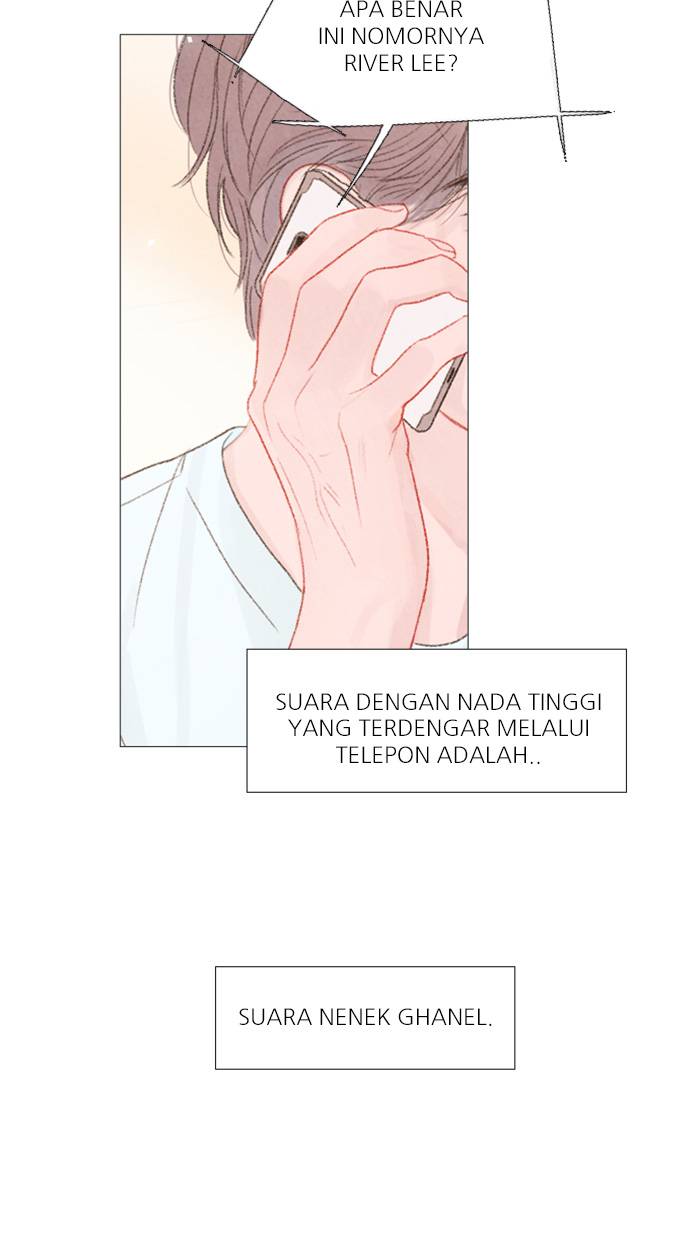 APA BENAR
INI NOMORNYA
RIVER LEE?
SUARA DENGAN NADA TINGGI
YANG TERDENGAR MELALUI
TELEPON ADALAH..
SUARA NENEK GHANEL.